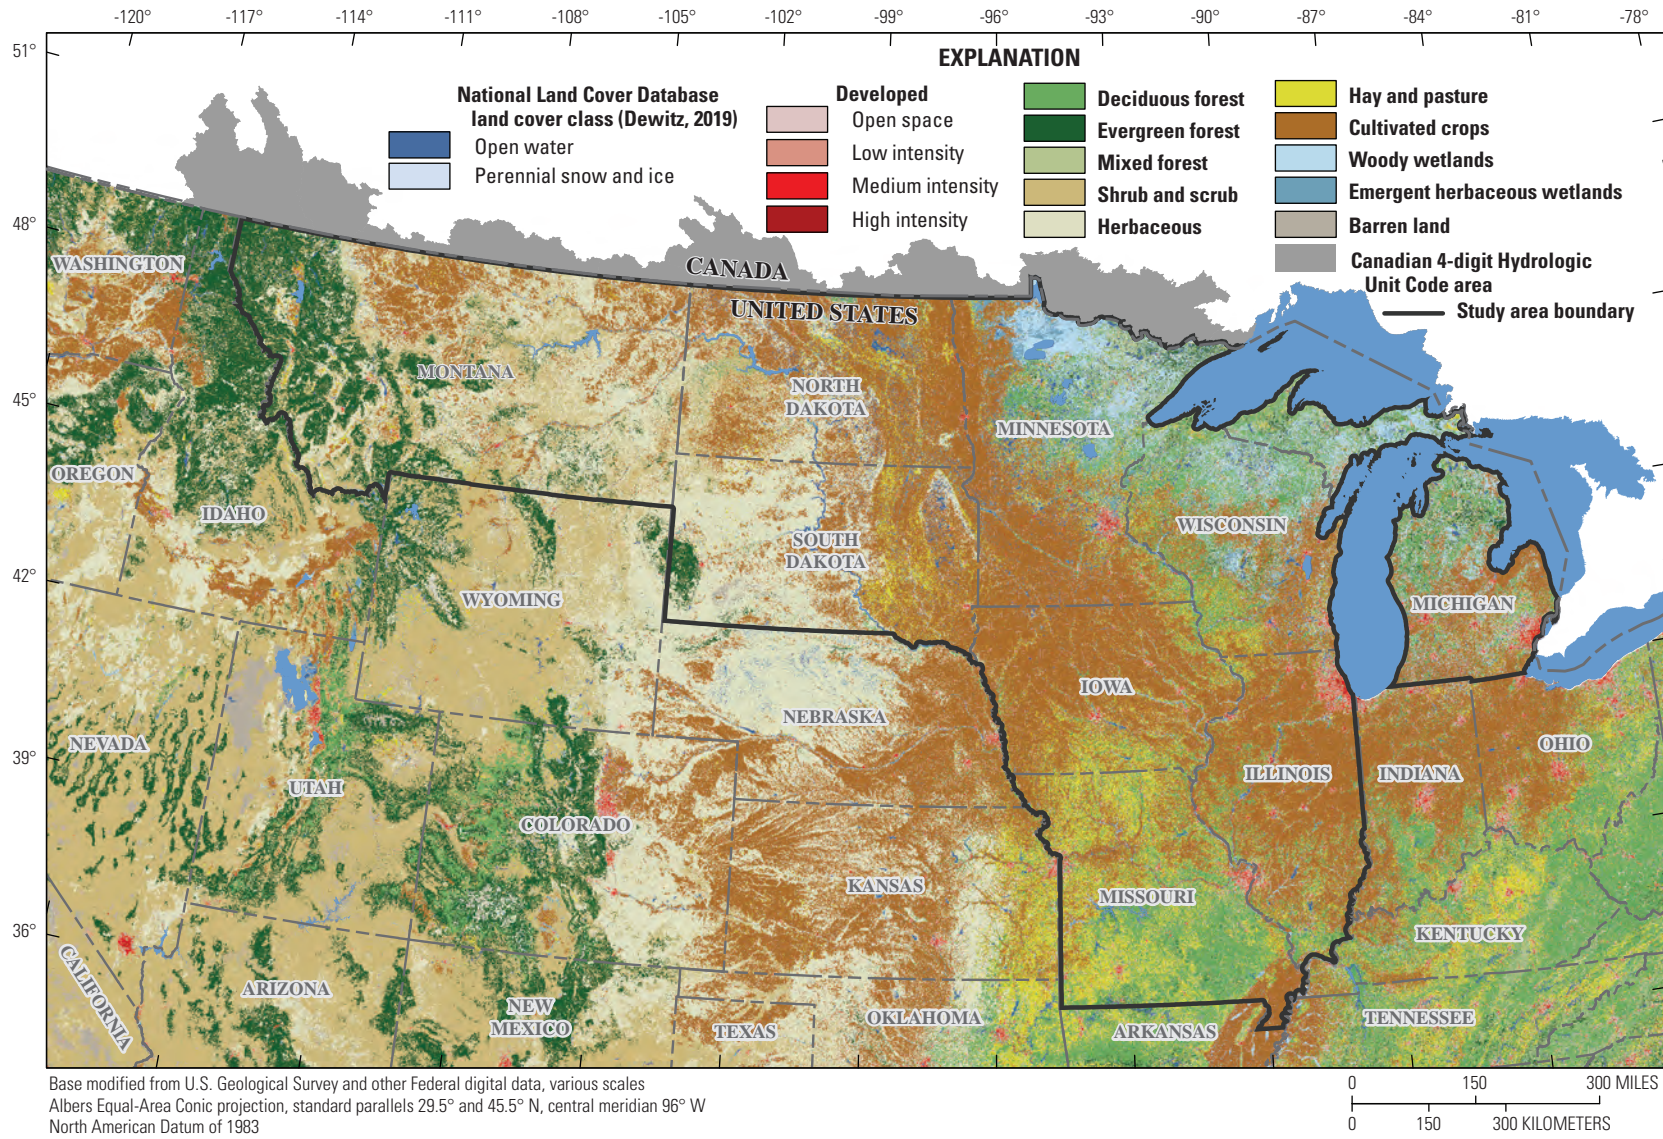 -120° -117° -114° -111° -108° -105° -102° -99° -96° -93° -90° -87° -84° -81° -78°
51°
48°
45°
42°
39°
36°
EXPLANATION
National Land Cover Database
land cover class (Dewitz, 2019)
Open water
Perennial snow and ice
Developed
Open space
Low intensity
Medium intensity
High intensity
Deciduous forest
Evergreen forest
Mixed forest
Shrub and scrub
Herbaceous
Hay and pasture
Cultivated crops
Woody wetlands
Emergent herbaceous wetlands
Barren land
Canadian 4-digit Hydrologic
Unit Code area
Study area boundary
CANADA
UNITED STATES
WASHINGTON
MONTANA
NORTH
DAKOTA
MINNESOTA
OREGON
IDAHO
SOUTH
DAKOTA
WISCONSIN
WYOMING
MICHIGAN
IOWA
NEBRASKA
NEVADA
UTAH
COLORADO
ILLINOIS
INDIANA
OHIO
KANSAS
MISSOURI
KENTUCKY
CALIFORNIA
ARIZONA
NEW
MEXICO
TEXAS
OKLAHOMA
ARKANSAS
TENNESSEE
Base modified from U.S. Geological Survey and other Federal digital data, various scales
Albers Equal-Area Conic projection, standard parallels 29.5° and 45.5° N, central meridian 96° W
North American Datum of 1983
0 150 300 MILES
0 150 300 KILOMETERS